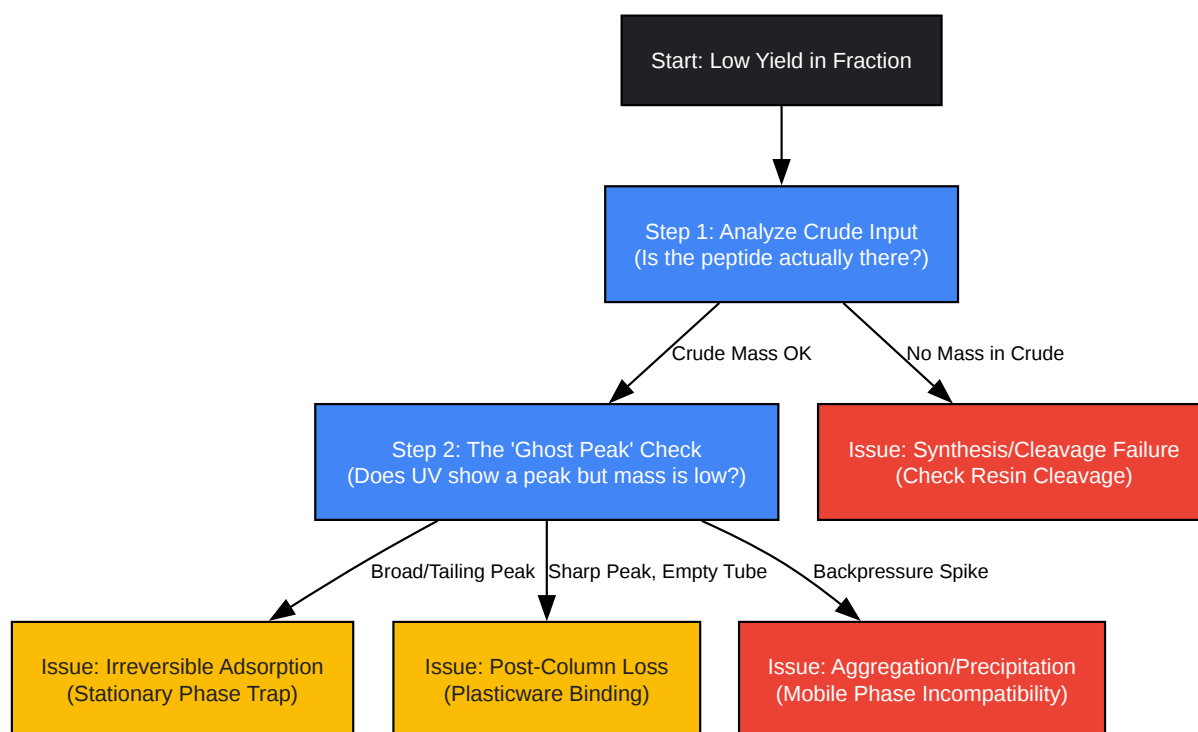 Start: Low Yield in Fraction
Step 1: Analyze Crude Input
(Is the peptide actually there?)
Crude Mass OK
No Mass in Crude
Step 2: The 'Ghost Peak' Check
(Does UV show a peak but mass is low?)
Issue: Synthesis/Cleavage Failure
(Check Resin Cleavage)
Broad/Tailing Peak
Sharp Peak, Empty Tube
Backpressure Spike
Issue: Irreversible Adsorption
(Stationary Phase Trap)
Issue: Post-Column Loss
(Plasticware Binding)
Issue: Aggregation/Precipitation
(Mobile Phase Incompatibility)